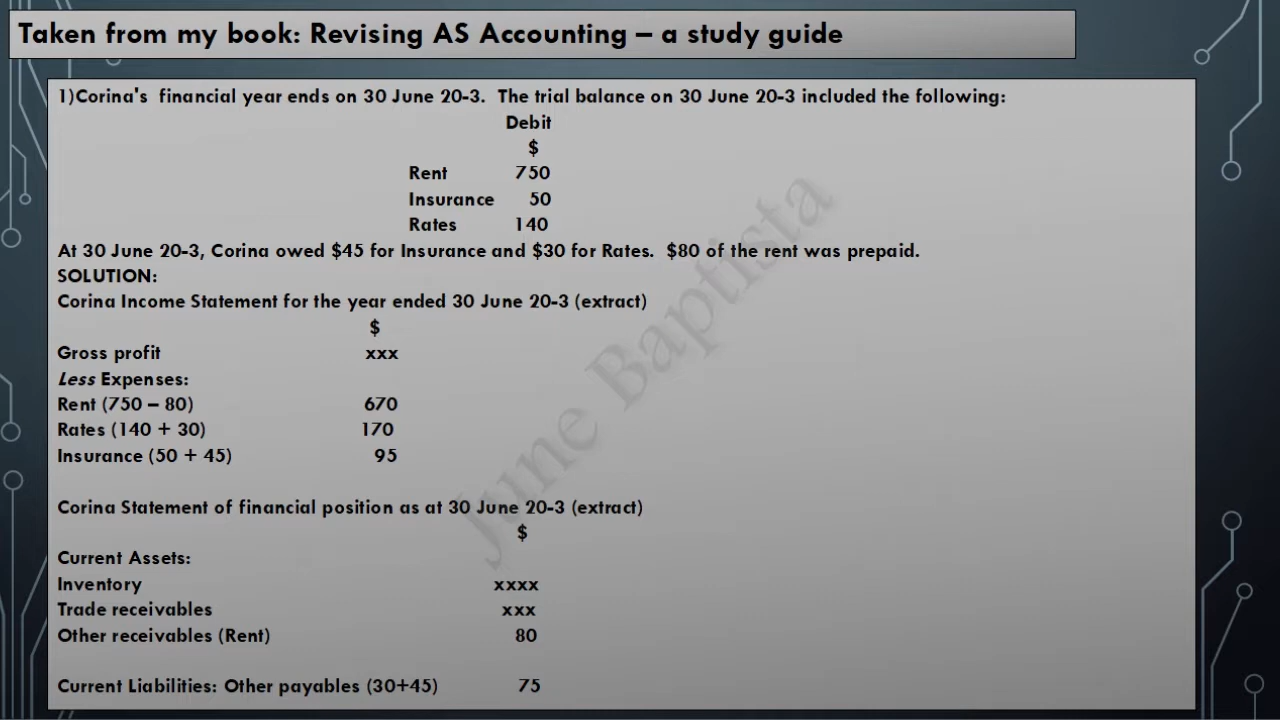 Taken from my book: Revising AS Accounting – a study guide
1)Corina's financial year ends on 30 June 20-3. The trial balance on 30 June 20-3 included the following:
Debit
$
Rent 750
Insurance 50
Rates 140
At 30 June 20-3, Corina owed $45 for Insurance and $30 for Rates. $80 of the rent was prepaid.
SOLUTION:
Corina Income Statement for the year ended 30 June 20-3 (extract)
$
Gross profit xxx
Less Expenses:
Rent (750 – 80) 670
Rates (140 + 30) 170
Insurance (50 + 45) 95
Corina Statement of financial position as at 30 June 20-3 (extract)
$
Current Assets:
Inventory xxxx
Trade receivables xxx
Other receivables (Rent) 80
Current Liabilities: Other payables (30+45) 75
June Baptista